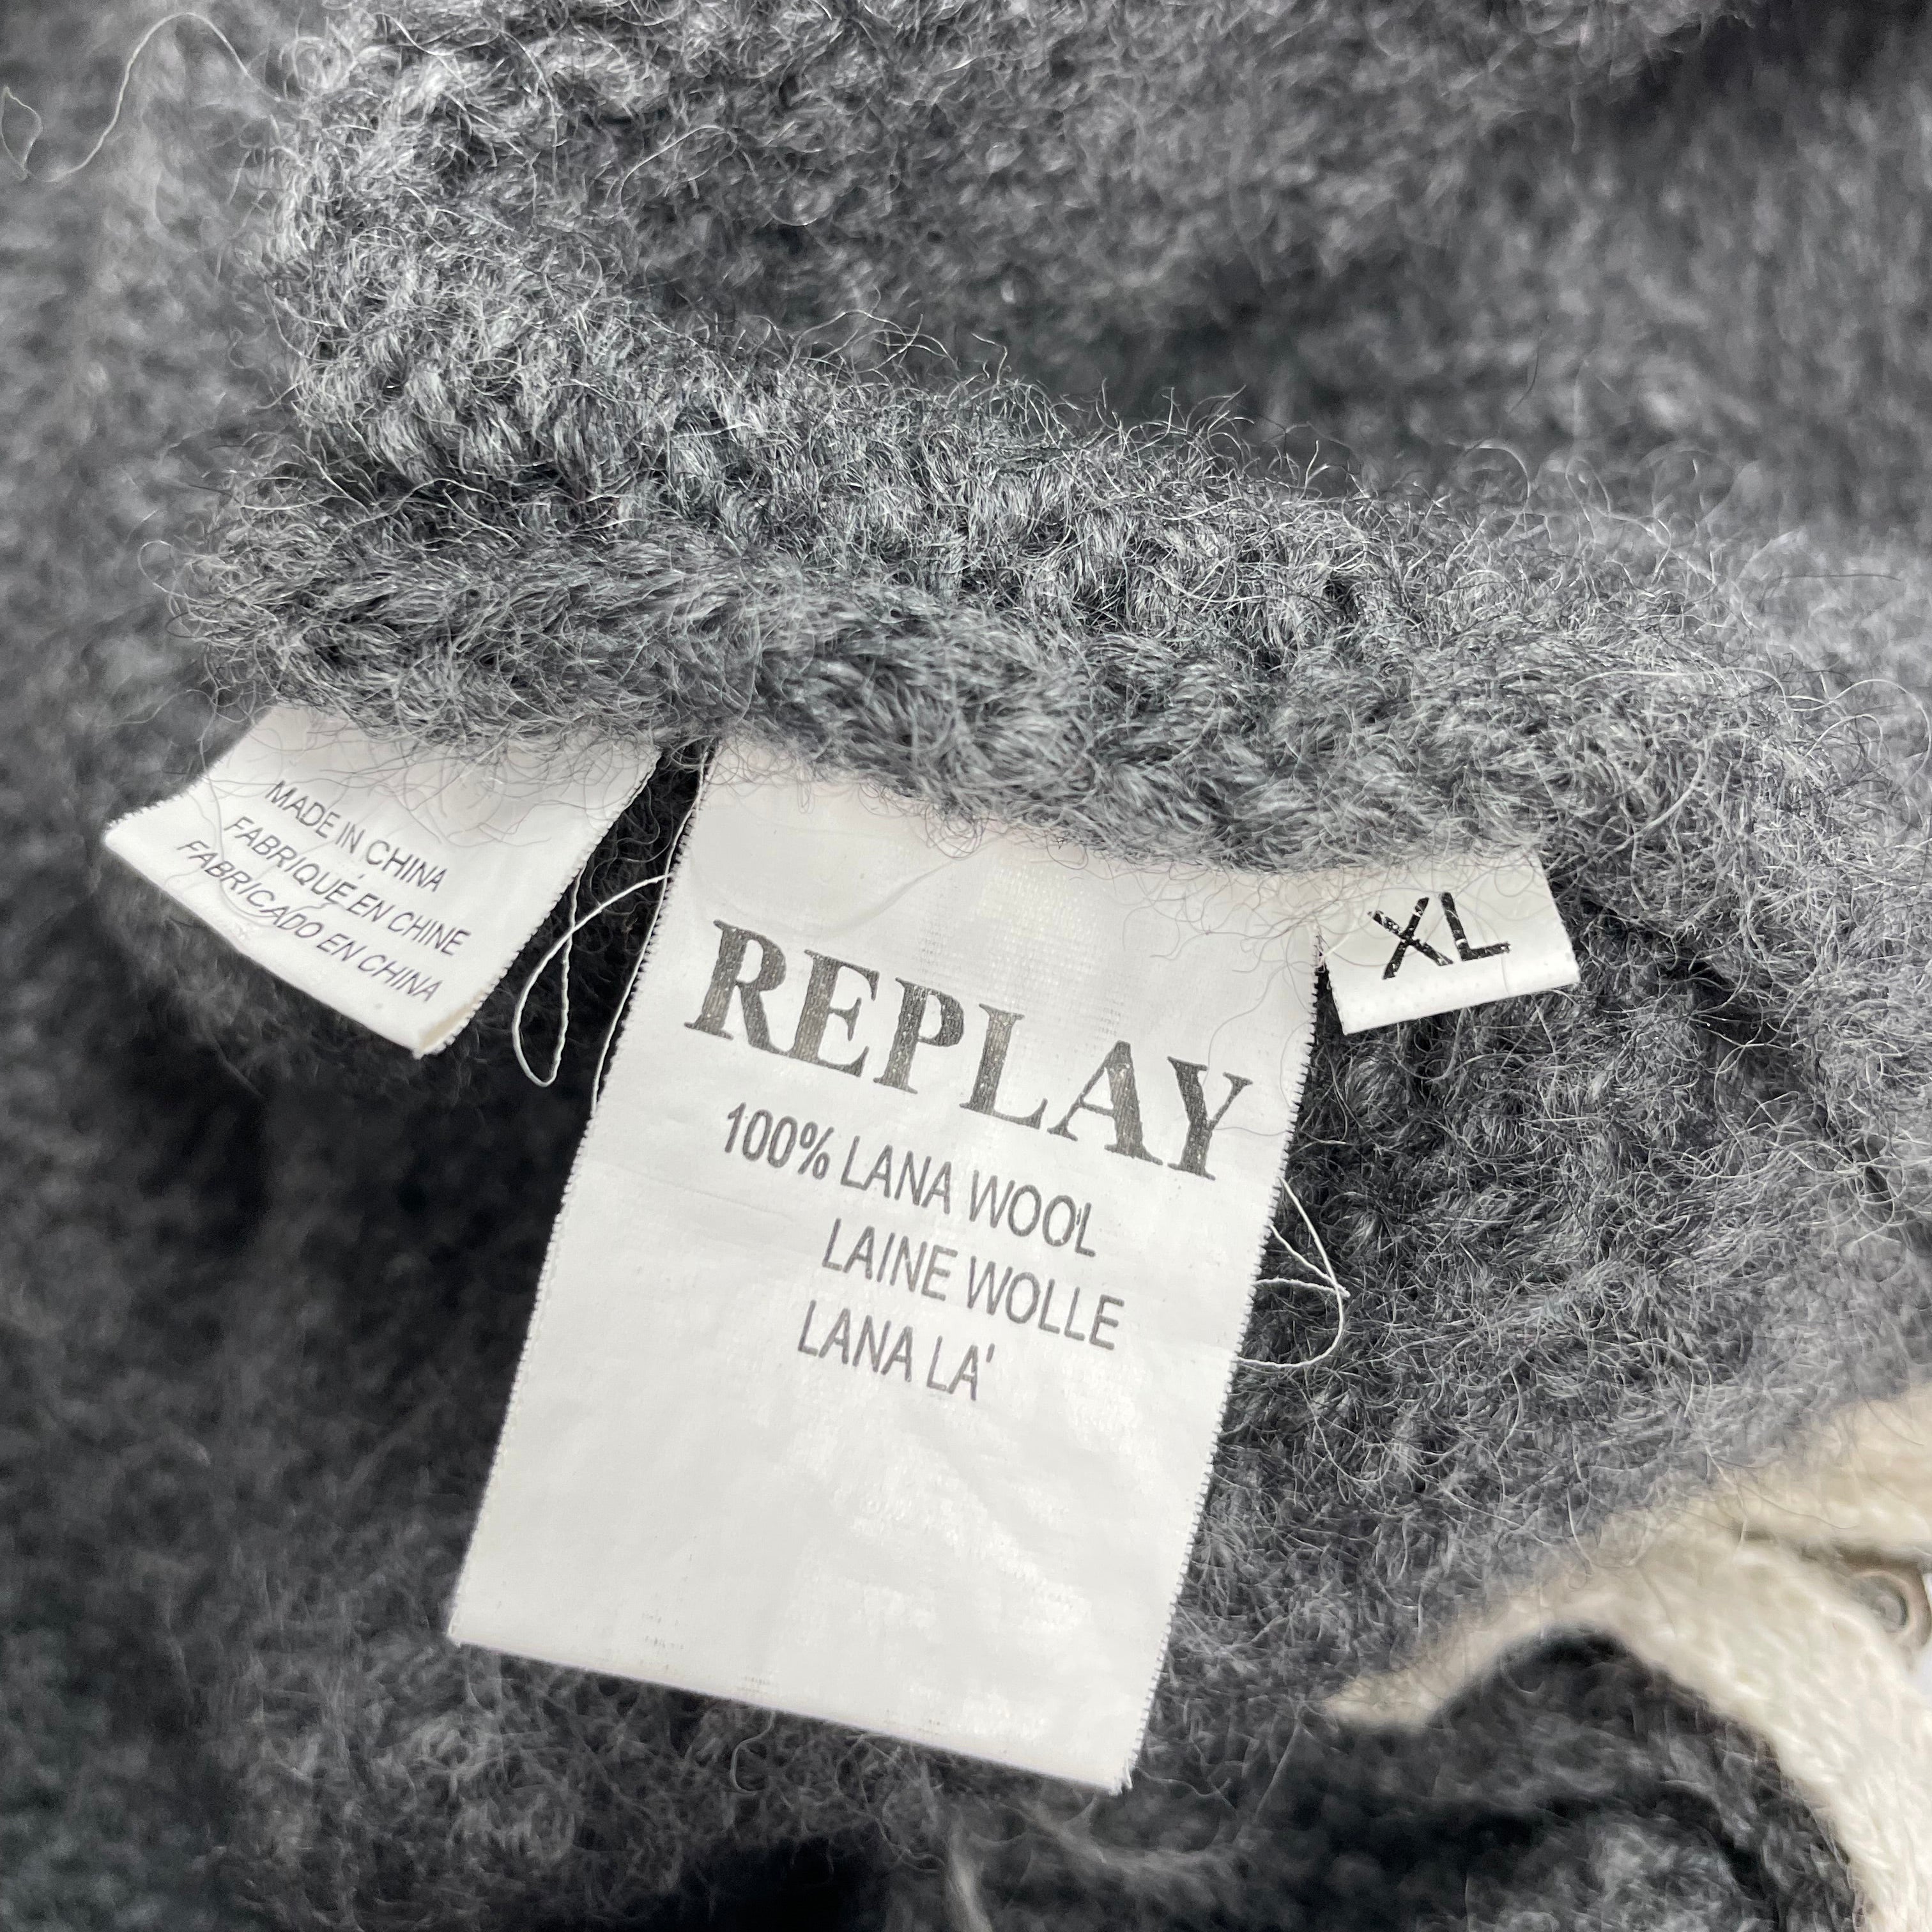 MADE IN CHINA
FABRIQUÉ EN CHINE
FABRICADO EN CHINA
REPLAY
100% LANA WOOL
LAINE WOLLE
LANA LA'
XL